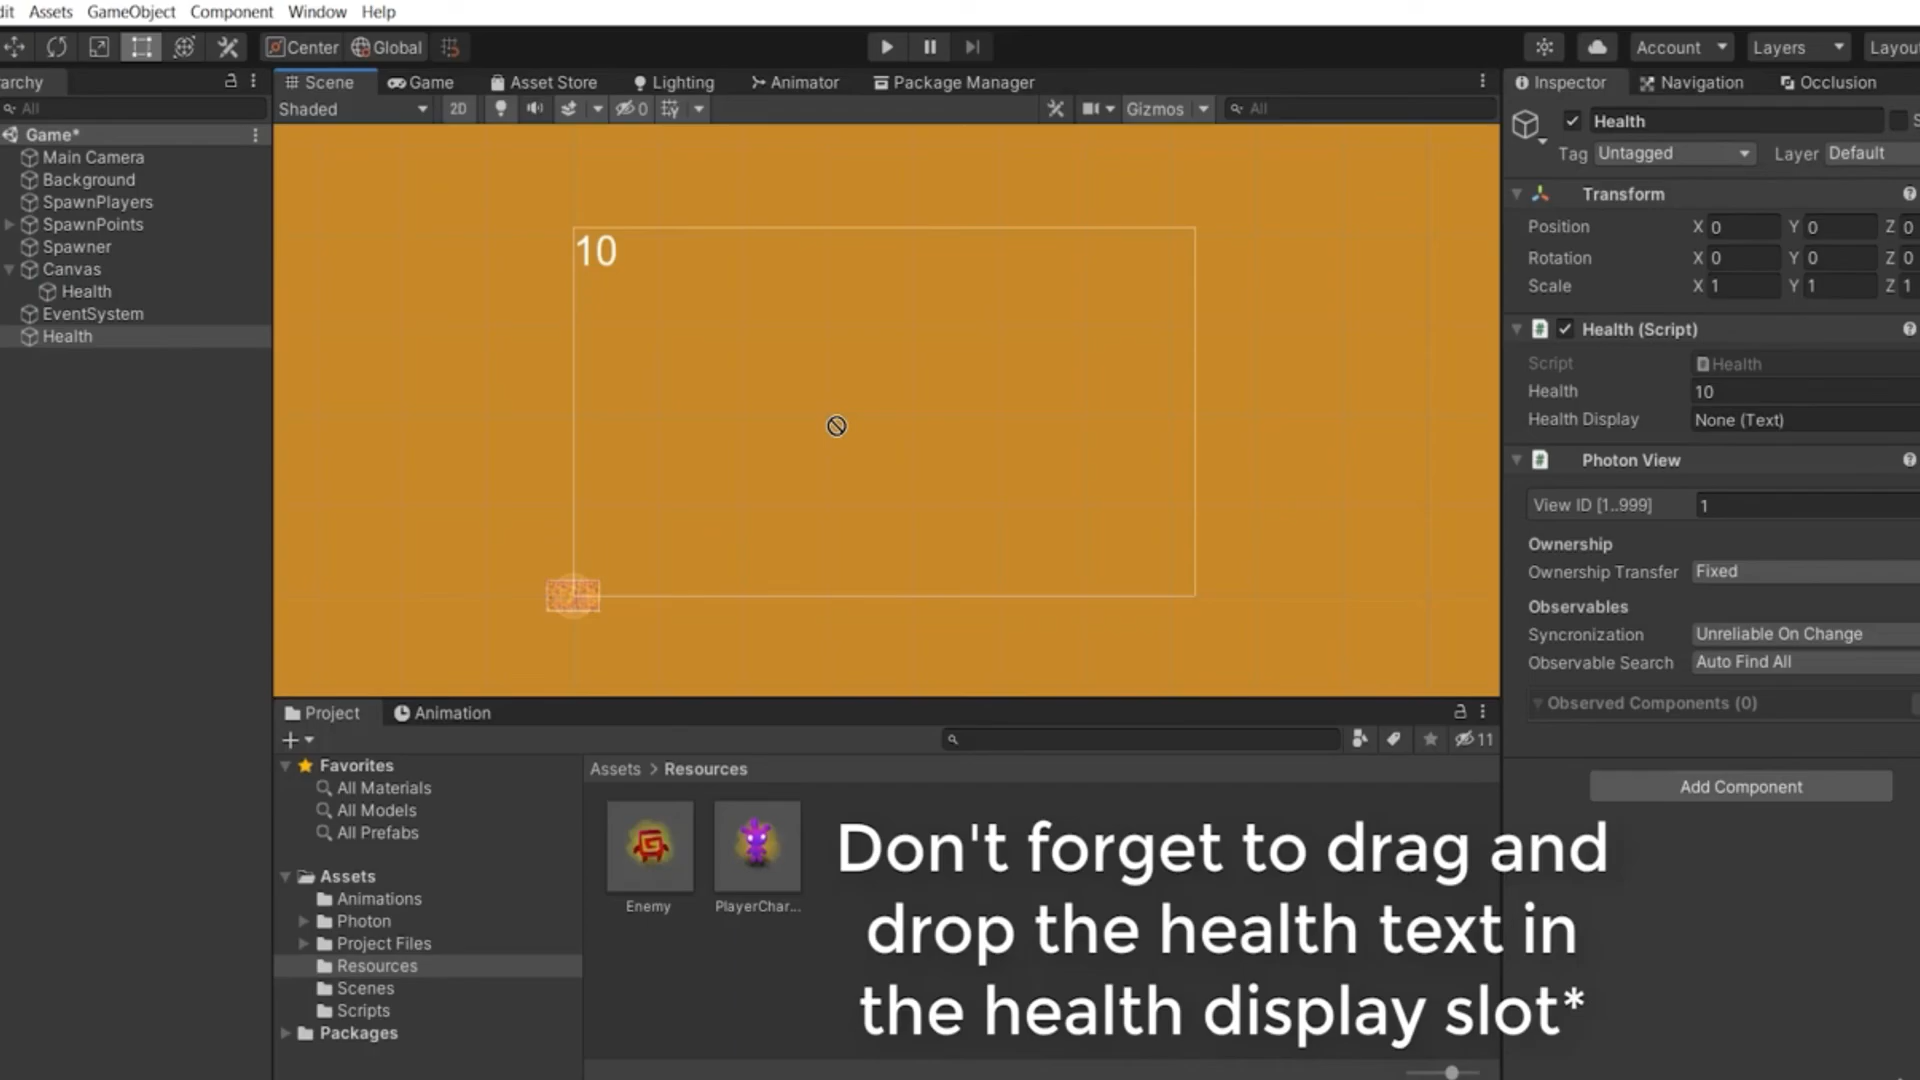 dit Assets GameObject Component Window Help
Center Global Account Layers Layou
rarchy Scene Game Asset Store Lighting Animator Package Manager Inspector Navigation Occlusion
All Shaded 2D 0 Gizmos All
Health
Tag Untagged Layer Default
Game*
Main Camera
Background
SpawnPlayers
SpawnPoints
Spawner
Canvas
Health
EventSystem
Health
10
Transform
Position X 0 Y 0 Z 0
Rotation X 0 Y 0 Z 0
Scale X 1 Y 1 Z 1
# Health (Script)
Script Health
Health 10
Health Display None (Text)
# Photon View
View ID [1..999] 1
Ownership
Ownership Transfer Fixed
Observables
Syncronization Unreliable On Change
Observable Search Auto Find All
Observed Components (0)
Add Component
Project Animation
11
Favorites
All Materials
All Models
All Prefabs
Assets
Animations
Photon
Project Files
Resources
Scenes
Scripts
Packages
Assets > Resources
Enemy PlayerChar...
Don't forget to drag and
drop the health text in
the health display slot*